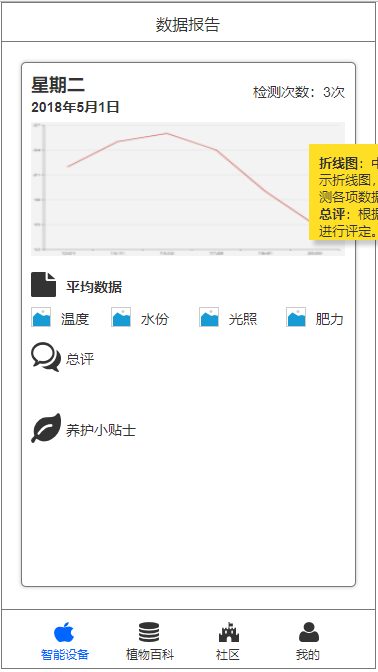 数据报告
星期二
2018年5月1日
检测次数：3次
折线图：中
示折线图，
测各项数据
总评：根据
进行评定。
平均数据
温度
水份
光照
肥力
总评
养护小贴士
智能设备
植物百科
社区
我的